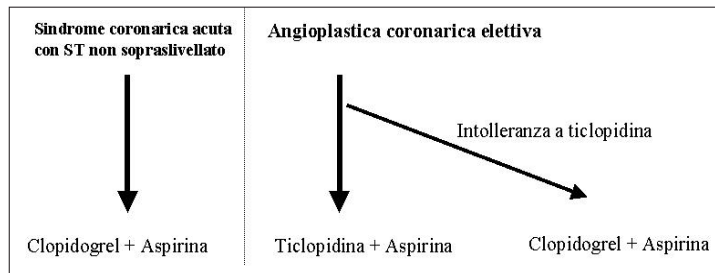 Sindrome coronarica acuta
con ST non sopraslivellato
Angioplastica coronarica elettiva
Intolleranza a ticlopidina
Clopidogrel + Aspirina
Ticlopidina + Aspirina
Clopidogrel + Aspirina